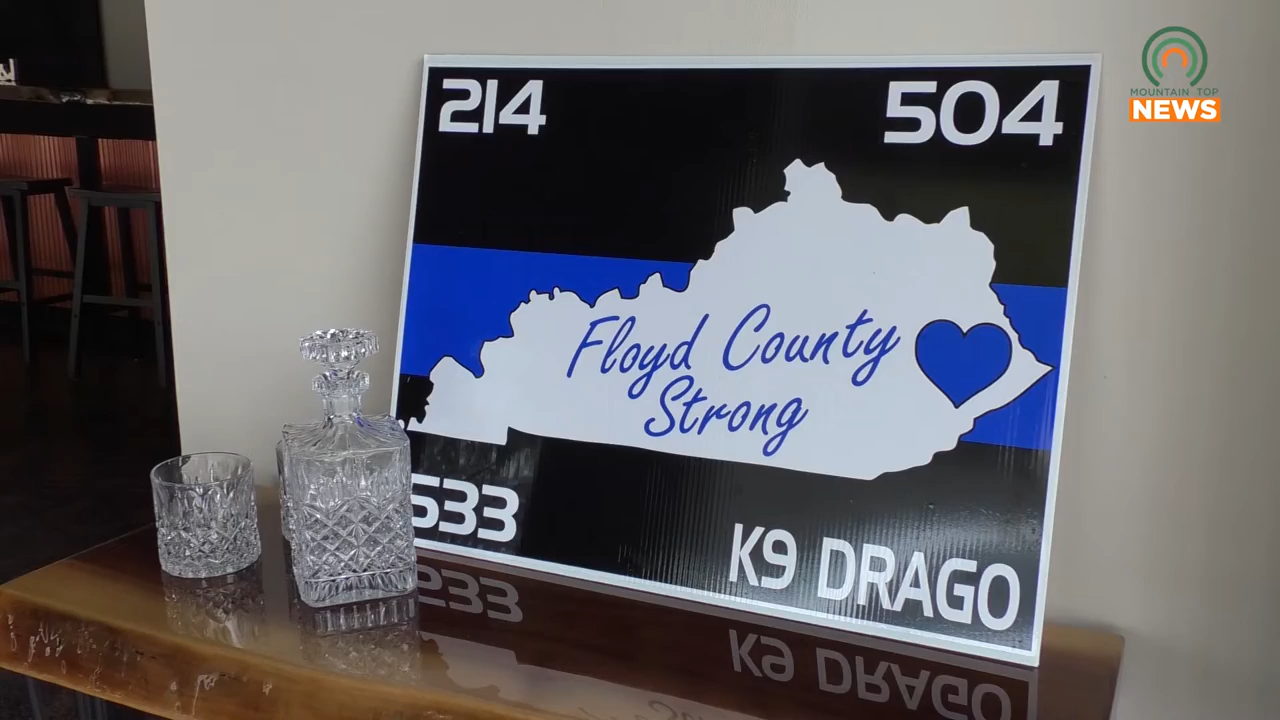 214
504
MOUNTAIN TOP
NEWS
Floyd County
Strong
533
K9 DRAGO